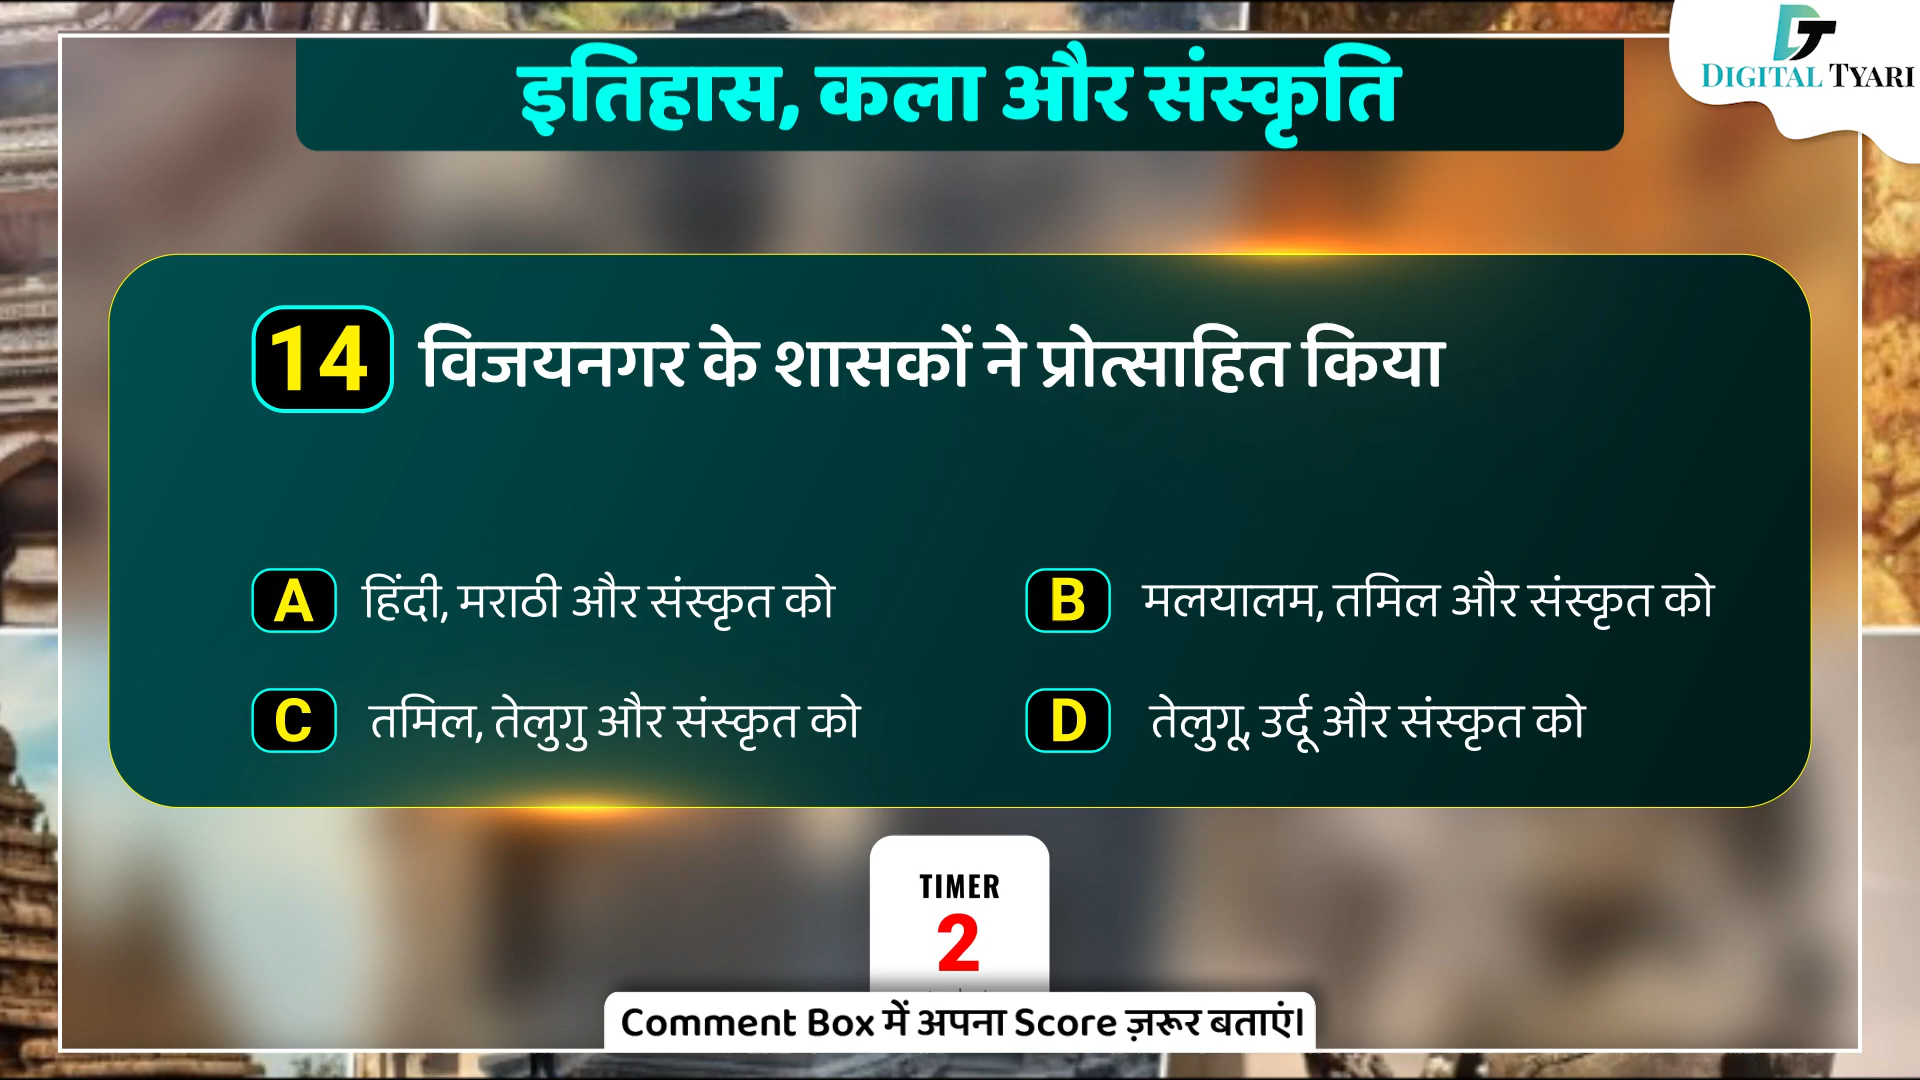 इतिहास, कला और संस्कृति
DT
DIGITAL TYARI
14 विजयनगर के शासकों ने प्रोत्साहित किया
A हिंदी, मराठी और संस्कृत को
B मलयालम, तमिल और संस्कृत को
C तमिल, तेलुगु और संस्कृत को
D तेलुगू, उर्दू और संस्कृत को
TIMER
2
Comment Box में अपना Score ज़रूर बताएं।